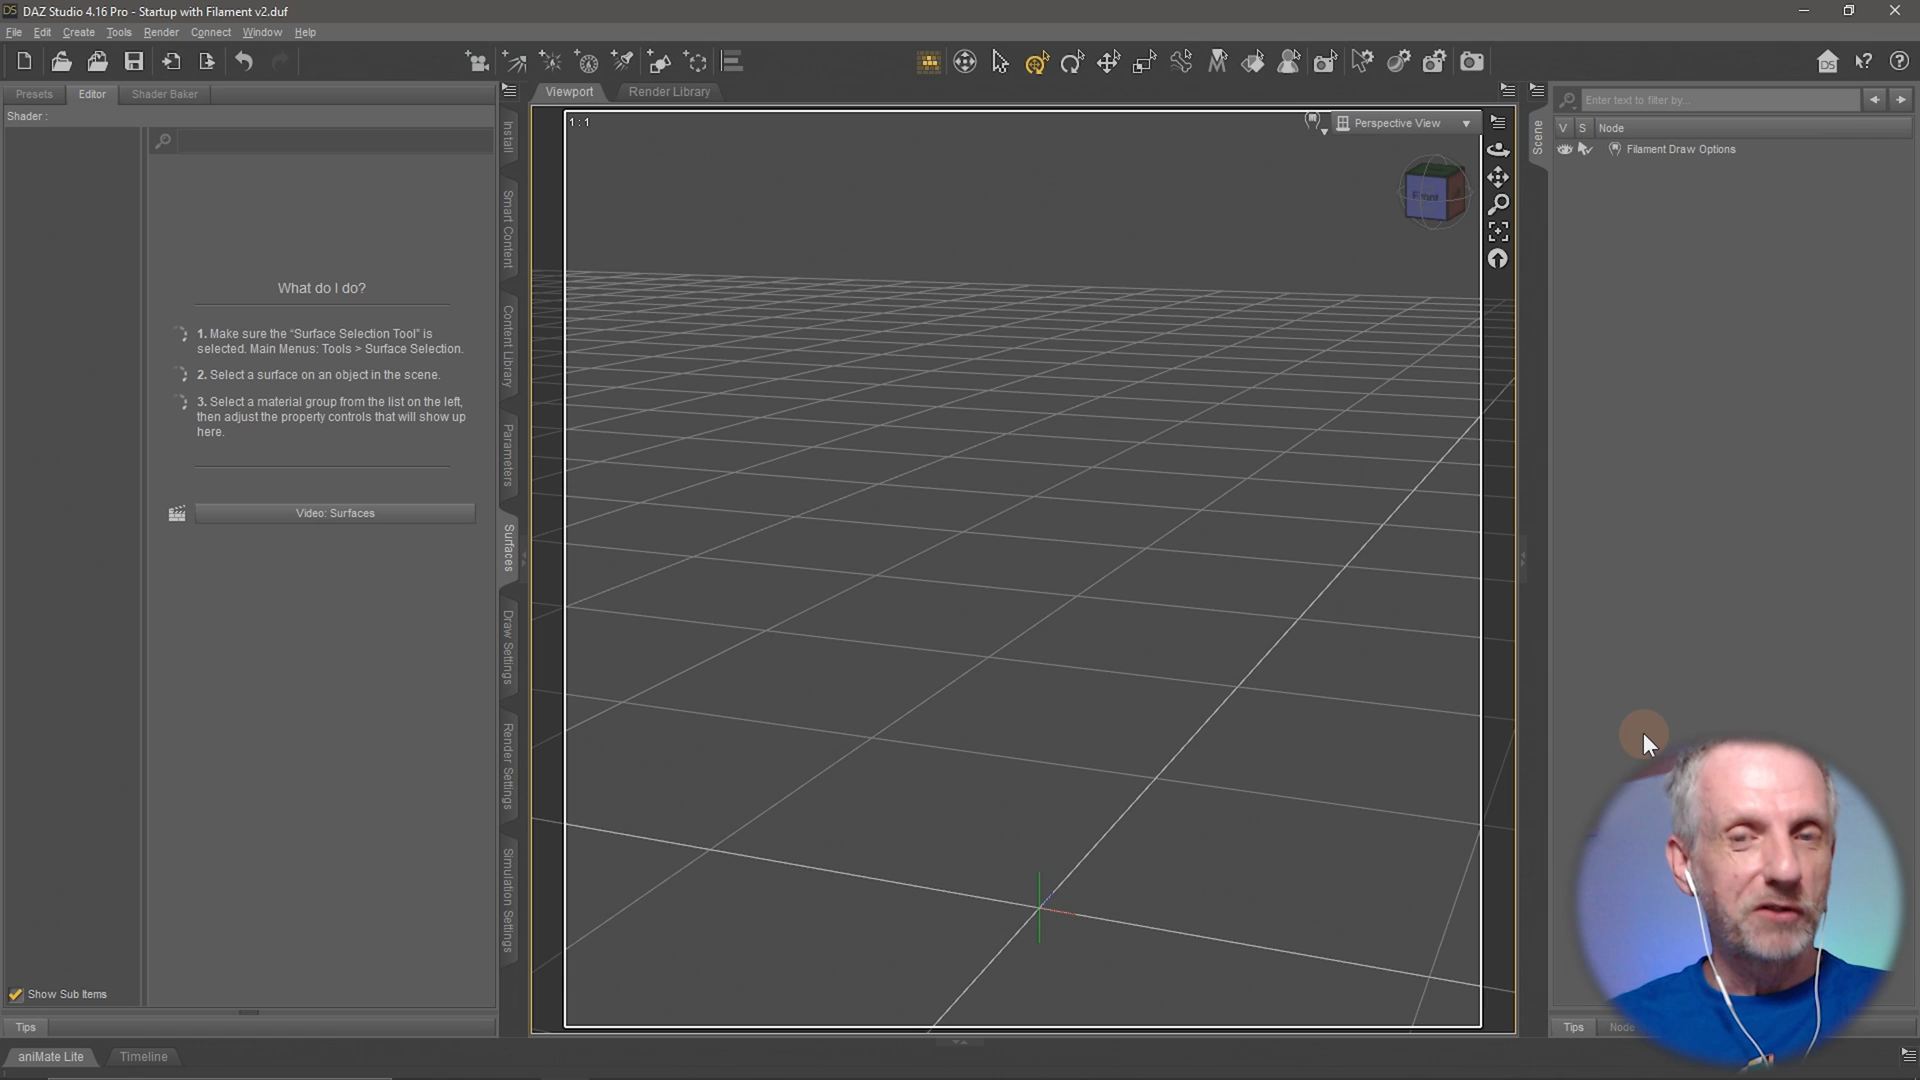 DAZ Studio 4.16 Pro - Startup with Filament v2.duf
File Edit Create Tools Render Connect Window Help
Presets Editor Shader Baker
Viewport Render Library
Enter text to filter by...
Shader :
1 : 1
Perspective View
V S Node
Filament Draw Options
Front
What do I do?
1. Make sure the “Surface Selection Tool” is
selected. Main Menus: Tools > Surface Selection.
2. Select a surface on an object in the scene.
3. Select a material group from the list on the left,
then adjust the property controls that will show up
here.
Video: Surfaces
Install
Smart Content
Content Library
Parameters
Surfaces
Draw Settings
Render Settings
Simulation Settings
Scene
Show Sub Items
Tips
Tips Node
aniMate Lite Timeline
DS